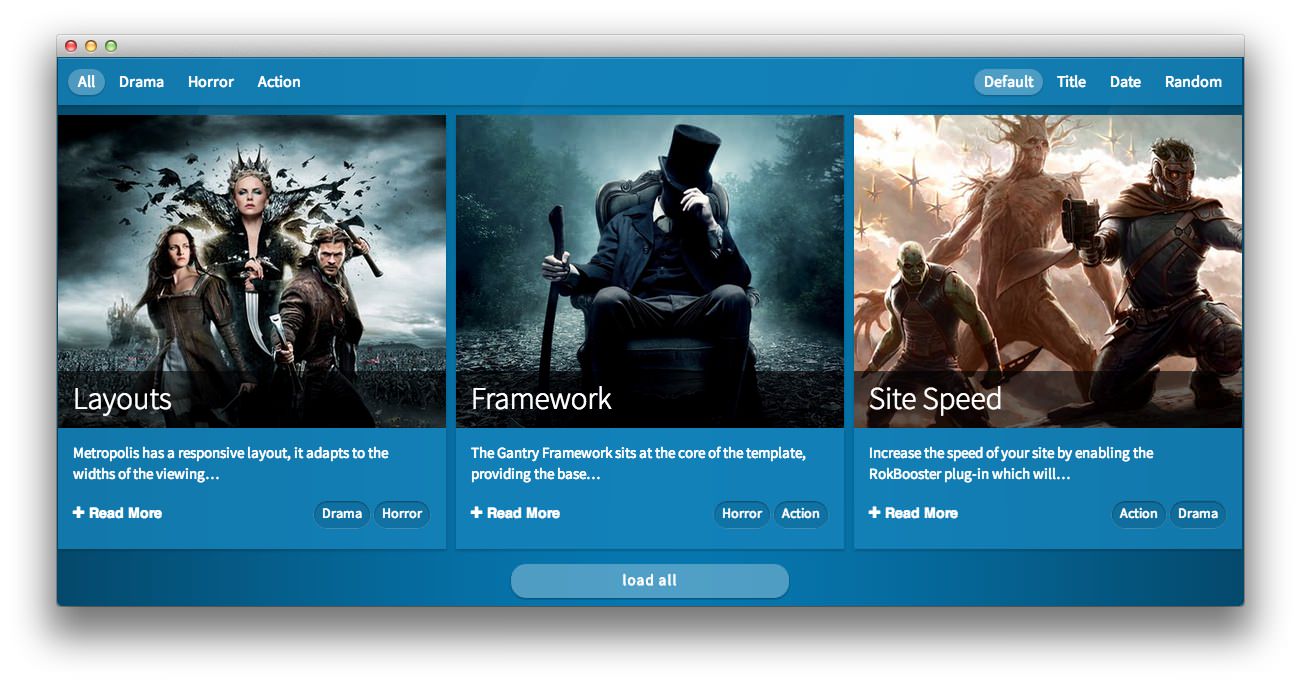 All Drama Horror Action Default Title Date Random
Layouts
Metropolis has a responsive layout, it adapts to the
widths of the viewing...
Read More Drama Horror
Framework
The Gantry Framework sits at the core of the template,
providing the base...
Read More Horror Action
Site Speed
Increase the speed of your site by enabling the
RokBooster plug-in which will...
Read More Action Drama
load all